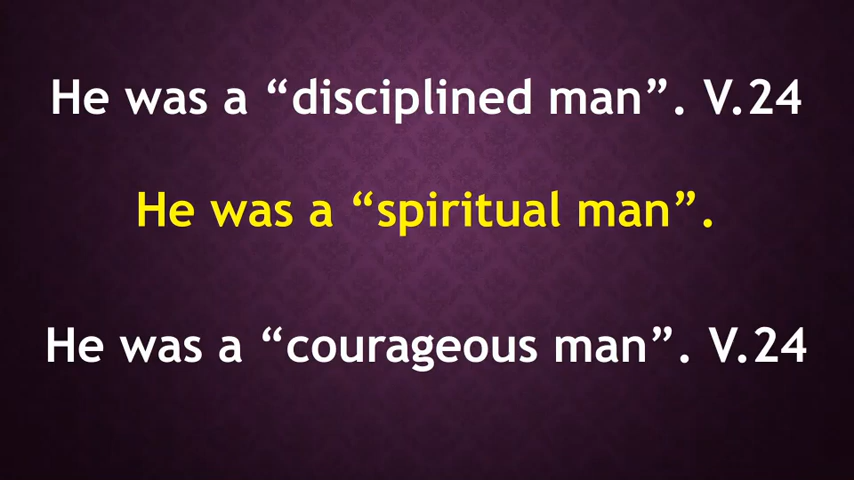 He was a “disciplined man”. V.24
He was a “spiritual man”.
He was a “courageous man”. V.24